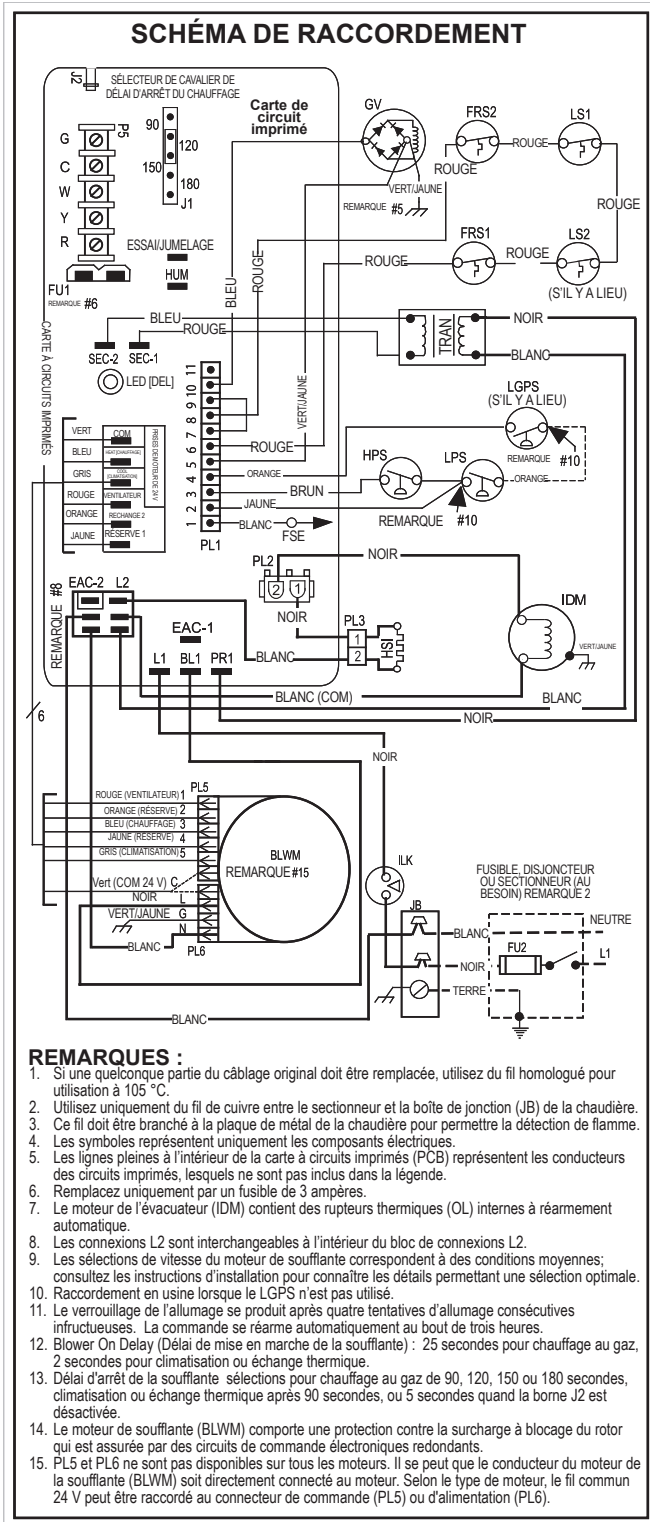 SCHÉMA DE RACCORDEMENT
J2
SÉLECTEUR DE CAVALIER DE
DÉLAI D'ARRÊT DU CHAUFFAGE
Carte de
circuit
imprimé
GV
FRS2
LS1
P5
G
C
W
Y
R
90
120
150
180
J1
ROUGE
ROUGE
ROUGE
VERT/JAUNE
REMARQUE #5
FRS1
LS2
ROUGE
ROUGE
(S'IL Y A LIEU)
ESSAI/JUMELAGE
HUM
FU1
REMARQUE #6
BLEU
ROUGE
CARTE À CIRCUITS IMPRIMÉS
BLEU
ROUGE
SEC-2
SEC-1
LED [DEL]
TRAN
NOIR
BLANC
VERT/JAUNE
LGPS
(S'IL Y A LIEU)
REMARQUE
#10
11
10
9
8
7
6
5
4
3
2
1
PL1
ROUGE
ORANGE
BRUN
JAUNE
BLANC
FSE
HPS
LPS
ORANGE
REMARQUE #10
VERT
BLEU
GRIS
ROUGE
ORANGE
JAUNE
COM
HEAT [CHAUFFAGE]
COOL
[CLIMATISATION]
VENTILATEUR
RECHANGE 2
RÉSERVE 1
PRISES DE MOTEUR DE 24 V
PL2
2
1
NOIR
NOIR
PL3
1
2
HSI
IDM
VERT/JAUNE
REMARQUE #8
EAC-2
L2
EAC-1
L1
BL1
PR1
BLANC
BLANC (COM)
BLANC
NOIR
6
NOIR
ROUGE (VENTILATEUR) 1
ORANGE (RÉSERVE) 2
BLEU (CHAUFFAGE) 3
JAUNE (RÉSERVE) 4
GRIS (CLIMATISATION) 5
PL5
Vert (COM 24 V) C
NOIR L
VERT/JAUNE G
N
BLANC
PL6
BLWM
REMARQUE #15
ILK
JB
FUSIBLE, DISJONCTEUR
OU SECTIONNEUR (AU
BESOIN) REMARQUE 2
BLANC
NEUTRE
NOIR
FU2
L1
TERRE
BLANC
REMARQUES :
1. Si une quelconque partie du câblage original doit être remplacée, utilisez du fil homologué pour
utilisation à 105 °C.
2. Utilisez uniquement du fil de cuivre entre le sectionneur et la boîte de jonction (JB) de la chaudière.
3. Ce fil doit être branché à la plaque de métal de la chaudière pour permettre la détection de flamme.
4. Les symboles représentent uniquement les composants électriques.
5. Les lignes pleines à l'intérieur de la carte à circuits imprimés (PCB) représentent les conducteurs
des circuits imprimés, lesquels ne sont pas inclus dans la légende.
6. Remplacez uniquement par un fusible de 3 ampères.
7. Le moteur de l'évacuateur (IDM) contient des rupteurs thermiques (OL) internes à réarmement
automatique.
8. Les connexions L2 sont interchangeables à l'intérieur du bloc de connexions L2.
9. Les sélections de vitesse du moteur de soufflante correspondent à des conditions moyennes;
consultez les instructions d'installation pour connaître les détails permettant une sélection optimale.
10. Raccordement en usine lorsque le LGPS n'est pas utilisé.
11. Le verrouillage de l'allumage se produit après quatre tentatives d'allumage consécutives
infructueuses. La commande se réarme automatiquement au bout de trois heures.
12. Blower On Delay (Délai de mise en marche de la soufflante) : 25 secondes pour chauffage au gaz,
2 secondes pour climatisation ou échange thermique.
13. Délai d'arrêt de la soufflante sélections pour chauffage au gaz de 90, 120, 150 ou 180 secondes,
climatisation ou échange thermique après 90 secondes, ou 5 secondes quand la borne J2 est
désactivée.
14. Le moteur de soufflante (BLWM) comporte une protection contre la surcharge à blocage du rotor
qui est assurée par des circuits de commande électroniques redondants.
15. PL5 et PL6 ne sont pas disponibles sur tous les moteurs. Il se peut que le conducteur du moteur de
la soufflante (BLWM) soit directement connecté au moteur. Selon le type de moteur, le fil commun
24 V peut être raccordé au connecteur de commande (PL5) ou d'alimentation (PL6).